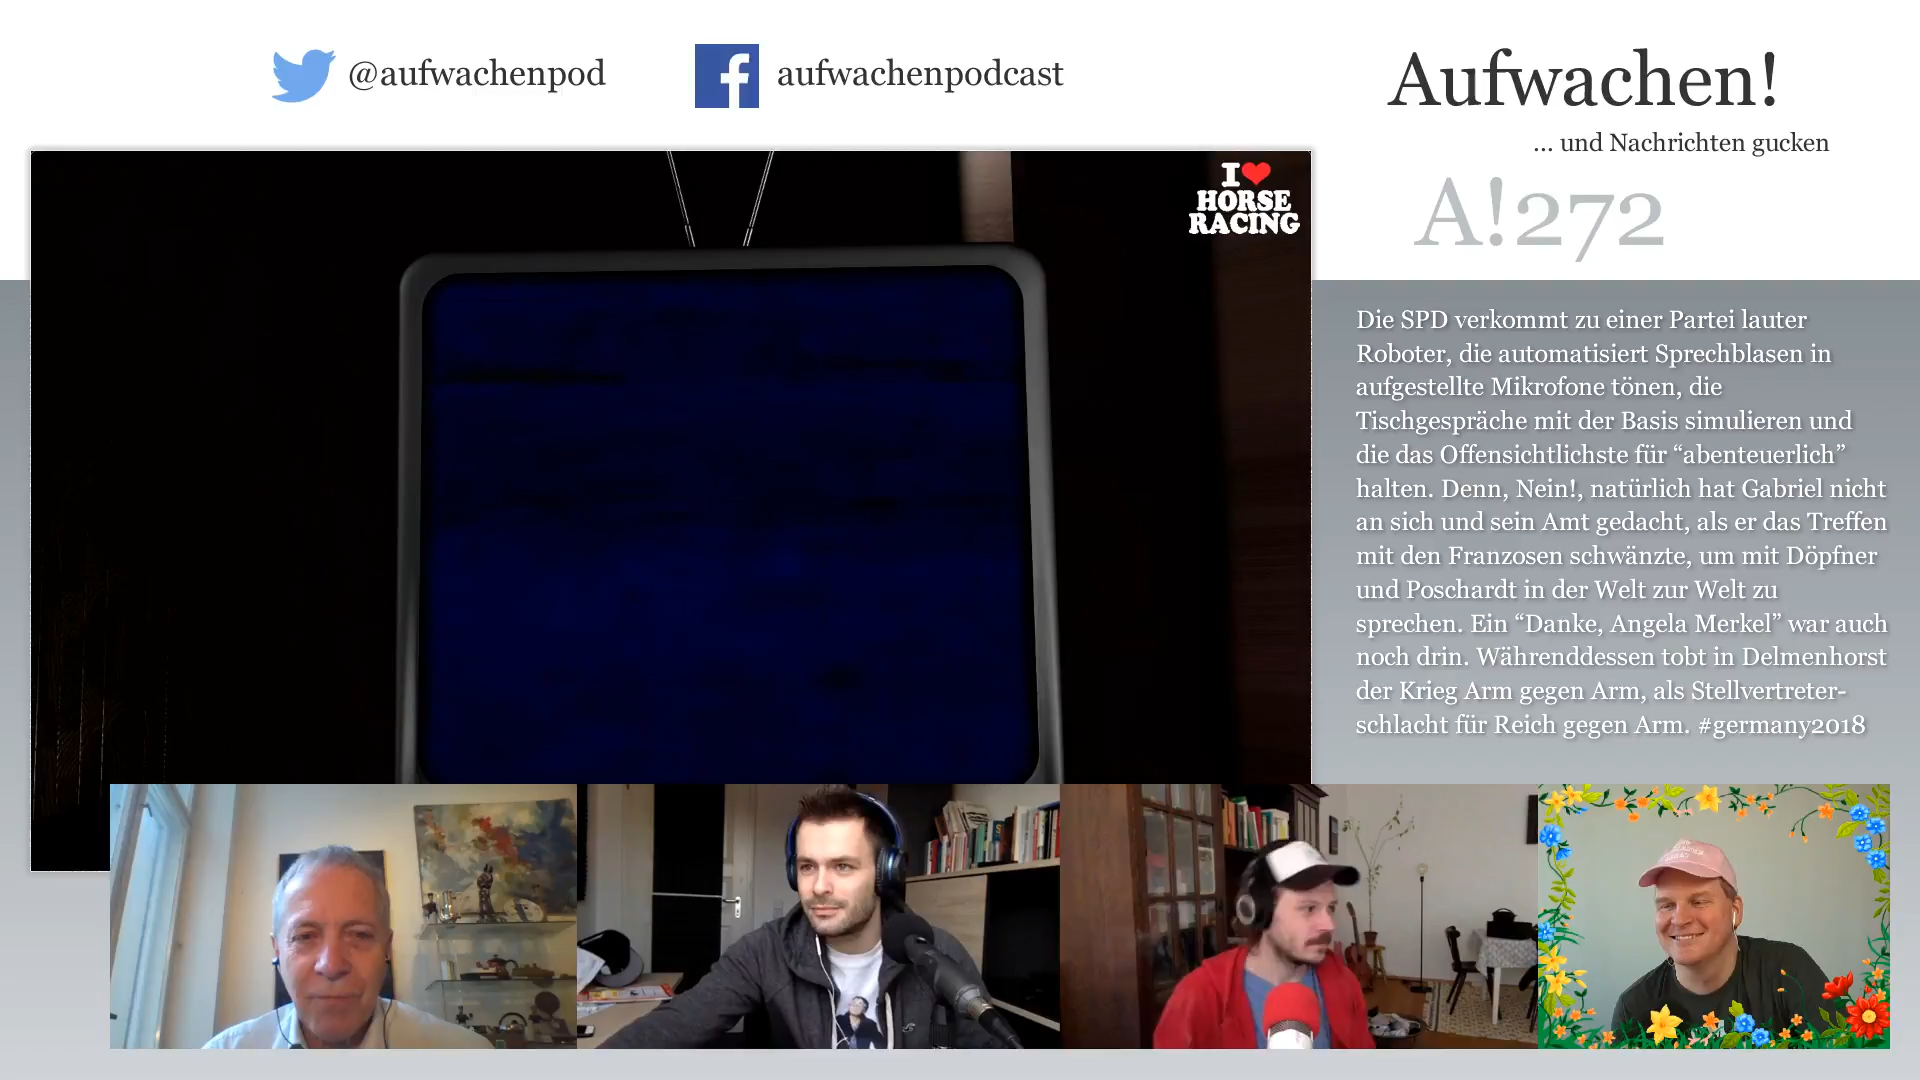 @aufwachenpod
aufwachenpodcast
Aufwachen!
... und Nachrichten gucken
A!272
I
HORSE
RACING
Die SPD verkommt zu einer Partei lauter
Roboter, die automatisiert Sprechblasen in
aufgestellte Mikrofone tönen, die
Tischgespräche mit der Basis simulieren und
die das Offensichtlichste für “abenteuerlich”
halten. Denn, Nein!, natürlich hat Gabriel nicht
an sich und sein Amt gedacht, als er das Treffen
mit den Franzosen schwänzte, um mit Döpfner
und Poschardt in der Welt zur Welt zu
sprechen. Ein “Danke, Angela Merkel” war auch
noch drin. Währenddessen tobt in Delmenhorst
der Krieg Arm gegen Arm, als Stellvertreter-
schlacht für Reich gegen Arm. #germany2018